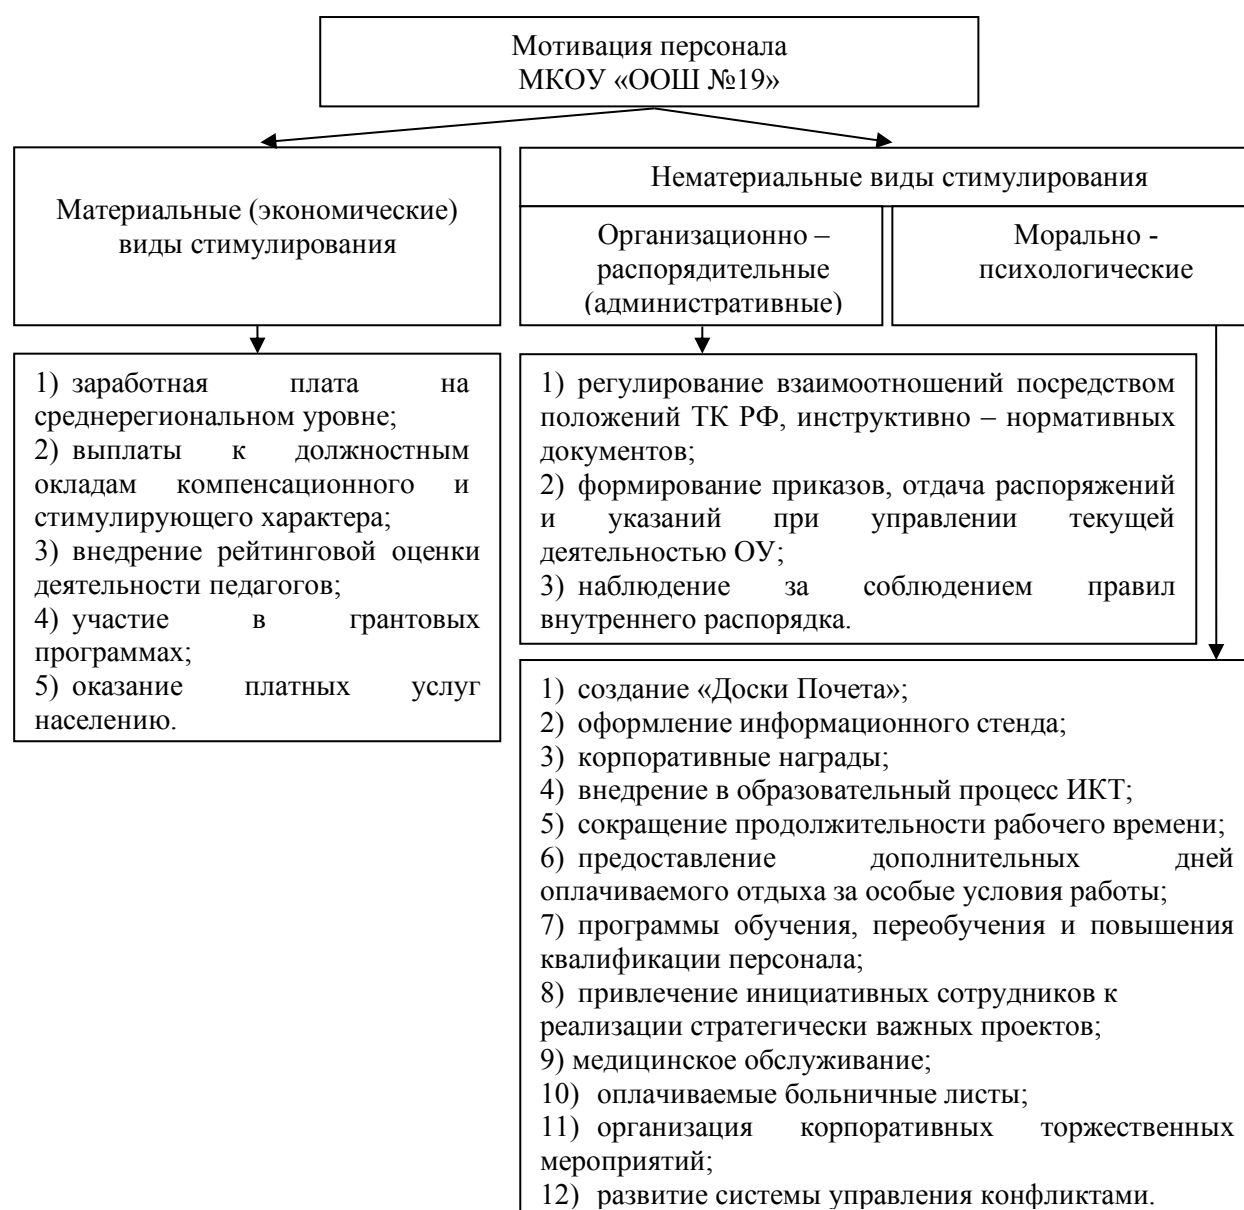 Мотивация персонала
МКОУ «ООШ №19»
Материальные (экономические)
виды стимулирования
Нематериальные виды стимулирования
Организационно –
распорядительные
(административные)
Морально -
психологические
1) заработная плата на
среднерегиональном уровне;
2) выплаты к должностным
окладам компенсационного и
стимулирующего характера;
3) внедрение рейтинговой оценки
деятельности педагогов;
4) участие в грантовых
программах;
5) оказание платных услуг
населению.
1) регулирование взаимоотношений посредством
положений ТК РФ, инструктивно – нормативных
документов;
2) формирование приказов, отдача распоряжений
и указаний при управлении текущей
деятельностью ОУ;
3) наблюдение за соблюдением правил
внутреннего распорядка.
1) создание «Доски Почета»;
2) оформление информационного стенда;
3) корпоративные награды;
4) внедрение в образовательный процесс ИКТ;
5) сокращение продолжительности рабочего времени;
6) предоставление дополнительных дней
оплачиваемого отдыха за особые условия работы;
7) программы обучения, переобучения и повышения
квалификации персонала;
8) привлечение инициативных сотрудников к
реализации стратегически важных проектов;
9) медицинское обслуживание;
10) оплачиваемые больничные листы;
11) организация корпоративных торжественных
мероприятий;
12) развитие системы управления конфликтами.